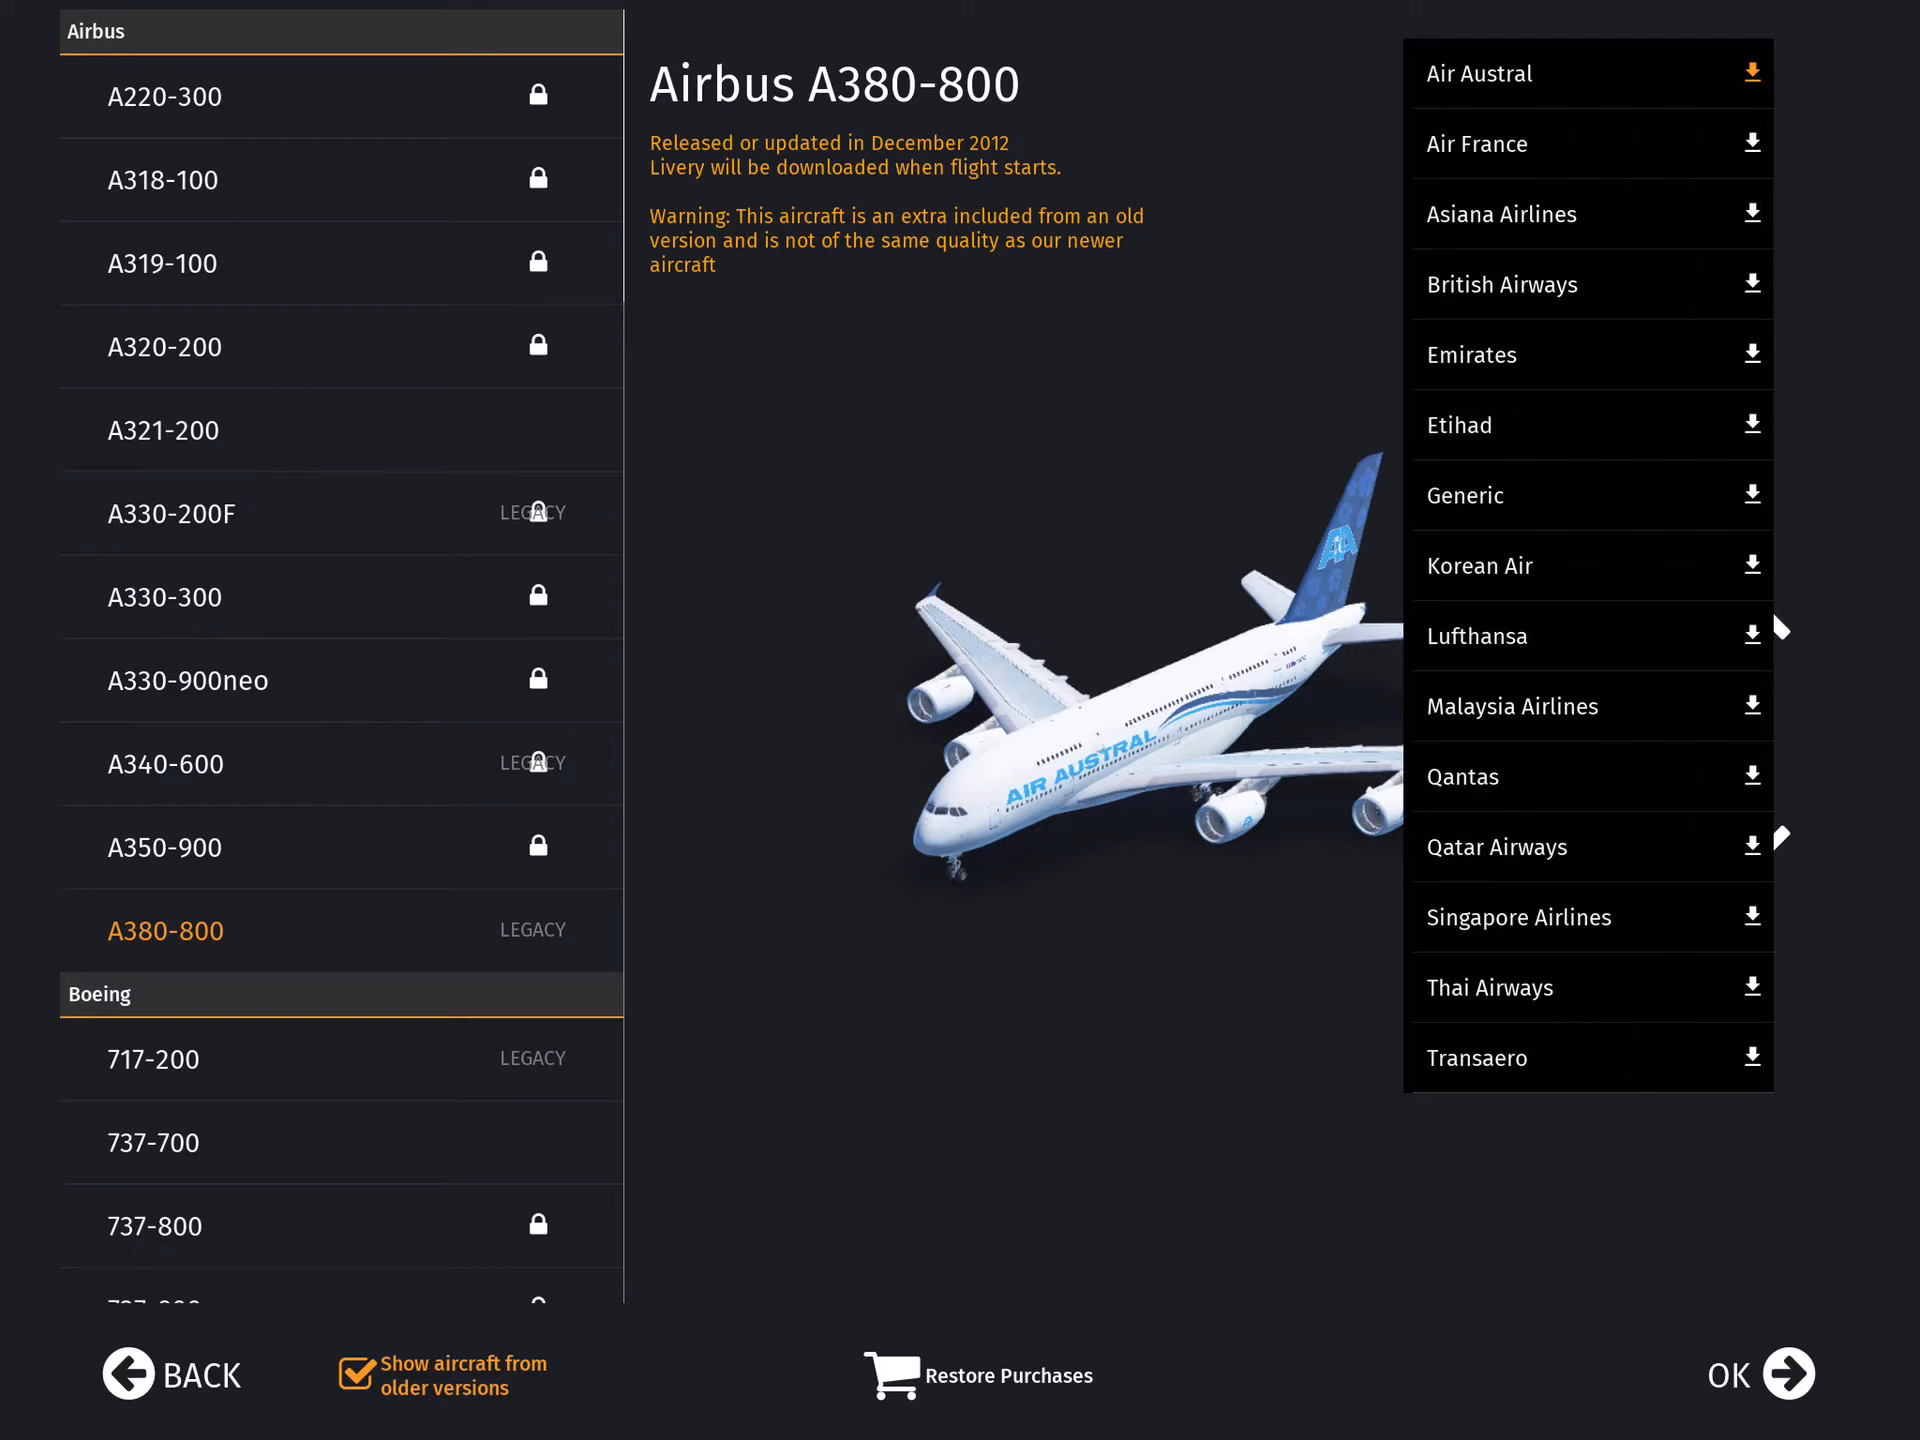 Airbus
A220-300
A318-100
A319-100
A320-200
A321-200
A330-200F LEGACY
A330-300
A330-900neo
A340-600 LEGACY
A350-900
A380-800 LEGACY
Boeing
717-200 LEGACY
737-700
737-800
Airbus A380-800
Released or updated in December 2012
Livery will be downloaded when flight starts.
Warning: This aircraft is an extra included from an old
version and is not of the same quality as our newer
aircraft
AIR AUSTRAL
Air Austral
Air France
Asiana Airlines
British Airways
Emirates
Etihad
Generic
Korean Air
Lufthansa
Malaysia Airlines
Qantas
Qatar Airways
Singapore Airlines
Thai Airways
Transaero
BACK
Show aircraft from
older versions
Restore Purchases
OK